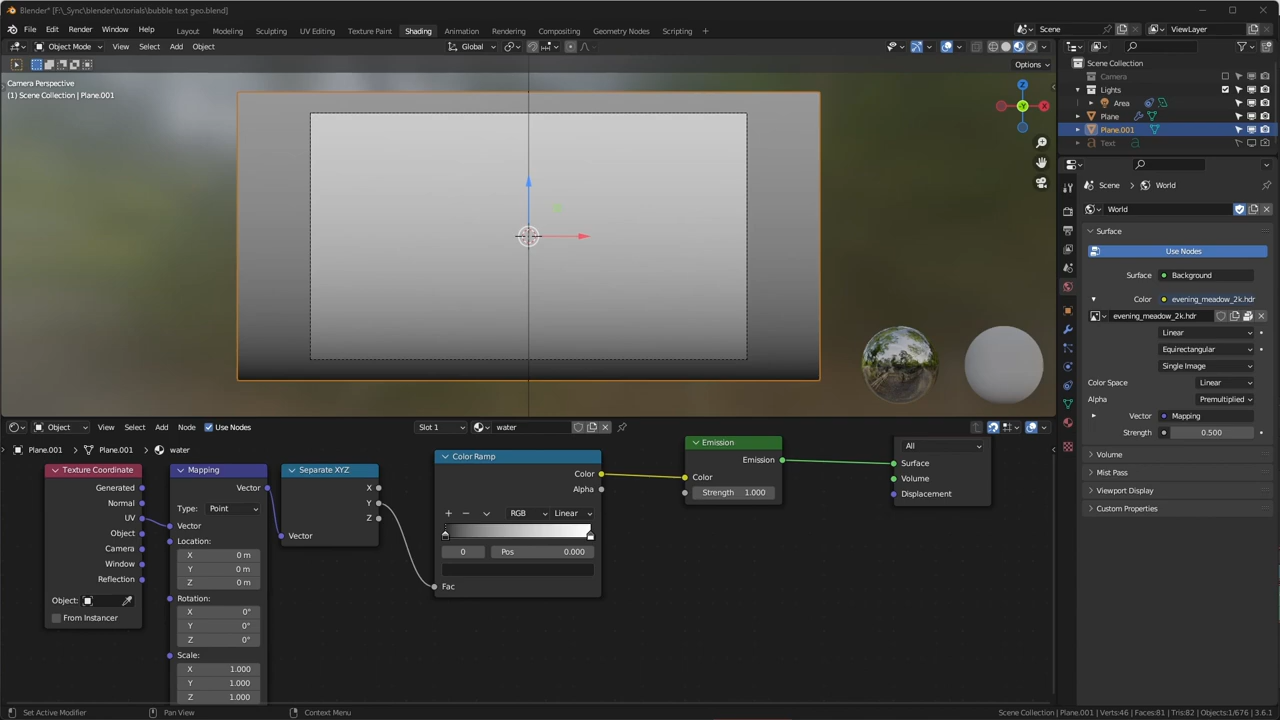 Blender* [F:\_Sync\blender\tutorials\bubble text geo.blend]
File Edit Render Window Help Layout Modeling Sculpting UV Editing Texture Paint Shading Animation Rendering Compositing Geometry Nodes Scripting + Scene ViewLayer
Object Mode View Select Add Object Global
Options
Camera Perspective
(1) Scene Collection | Plane.001
Z
Y
X
Scene Collection
Camera
Lights
Area
Plane
Plane.001
Text
Scene World
World
Surface
Use Nodes
Surface Background
Color evening_meadow_2k.hdr
evening_meadow_2k.hdr
Linear
Equirectangular
Single Image
Color Space Linear
Alpha Premultiplied
Vector Mapping
Strength 0.500
Volume
Mist Pass
Viewport Display
Custom Properties
Object View Select Add Node Use Nodes Slot 1 water
Plane.001 Plane.001 water
Texture Coordinate
Generated
Normal
UV
Object
Camera
Window
Reflection
Object:
From Instancer
Mapping
Vector
Type: Point
Vector
Location:
X 0 m
Y 0 m
Z 0 m
Rotation:
X 0°
Y 0°
Z 0°
Scale:
X 1.000
Y 1.000
Z 1.000
Separate XYZ
X
Y
Z
Vector
Color Ramp
Color
Alpha
+ − RGB Linear
0 Pos 0.000
Fac
Emission
Emission
Color
Strength 1.000
All
Surface
Volume
Displacement
Set Active Modifier Pan View Context Menu Scene Collection | Plane.001 | Verts:46 | Faces:81 | Tris:82 | Objects:1/676 | 3.6.1